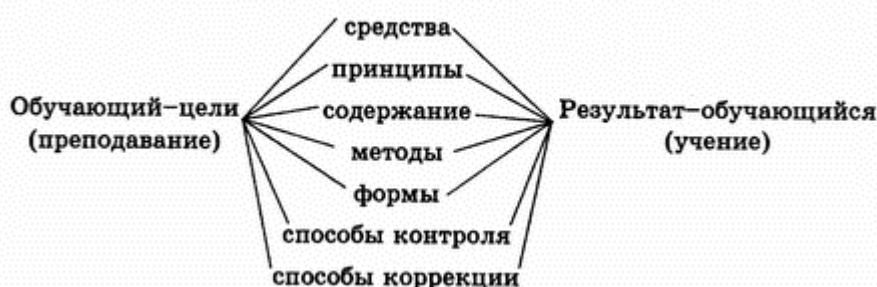 средства
принципы
Обучающий–цели
(преподавание)
содержание
методы
формы
способы контроля
способы коррекции
Результат–обучающийся
(учение)